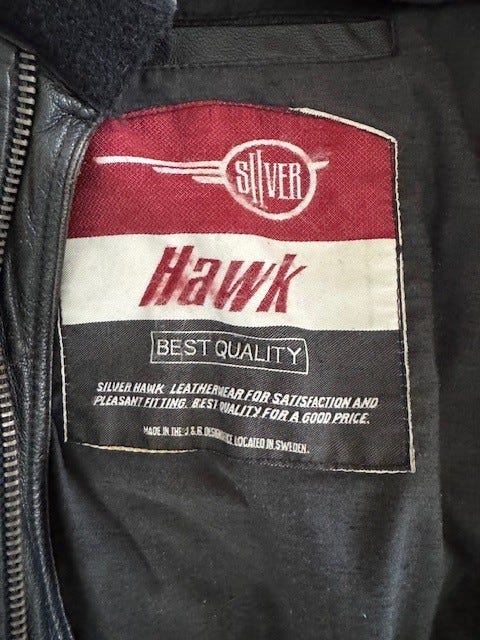 SILVER
Hawk
BEST QUALITY
SILVER HAWK LEATHERWEAR FOR SATISFACTION AND
PLEASANT FITTING. BEST QUALITY FOR A GOOD PRICE.
MADE IN THE J & R LOCATED IN SWEDEN.